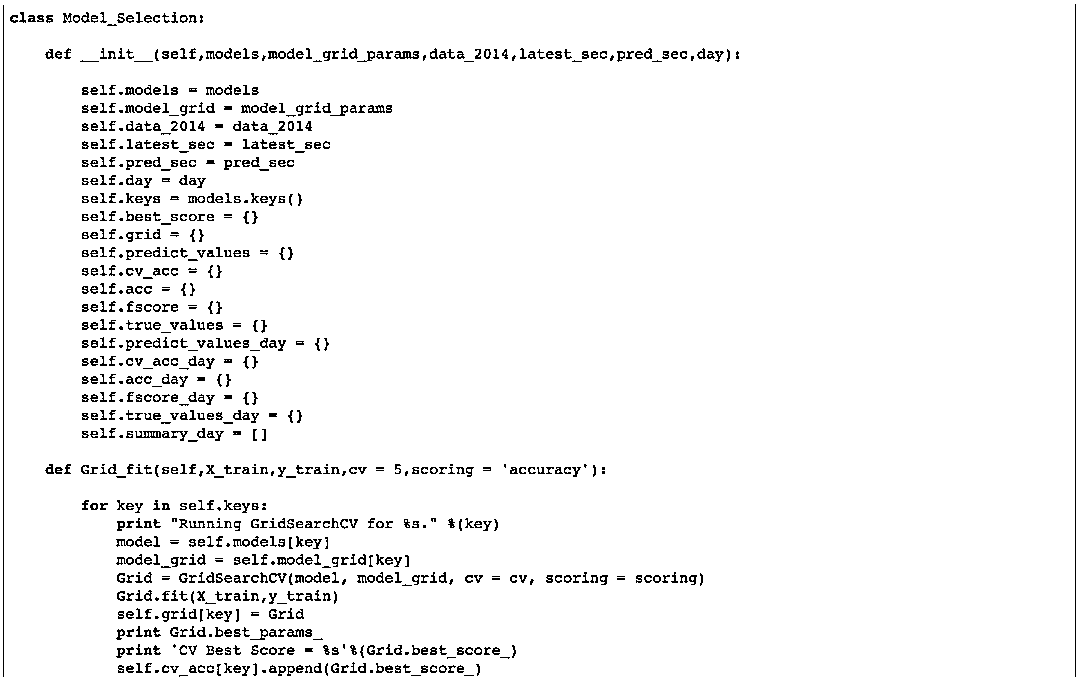 class Model_Selection:
def __init__(self,models,model_grid_params,data_2014,latest_sec,pred_sec,day):
self.models = models
self.model_grid = model_grid_params
self.data_2014 = data_2014
self.latest_sec = latest_sec
self.pred_sec = pred_sec
self.day = day
self.keys = models.keys()
self.best_score = {}
self.grid = {}
self.predict_values = {}
self.cv_acc = {}
self.acc = {}
self.fscore = {}
self.true_values = {}
self.predict_values_day = {}
self.cv_acc_day = {}
self.acc_day = {}
self.fscore_day = {}
self.true_values_day = {}
self.summary_day = []
def Grid_fit(self,X_train,y_train,cv = 5,scoring = 'accuracy'):
for key in self.keys:
print "Running GridSearchCV for %s." %(key)
model = self.models[key]
model_grid = self.model_grid[key]
Grid = GridSearchCV(model, model_grid, cv = cv, scoring = scoring)
Grid.fit(X_train,y_train)
self.grid[key] = Grid
print Grid.best_params_
print 'CV Best Score = %s'%(Grid.best_score_)
self.cv_acc[key].append(Grid.best_score_)